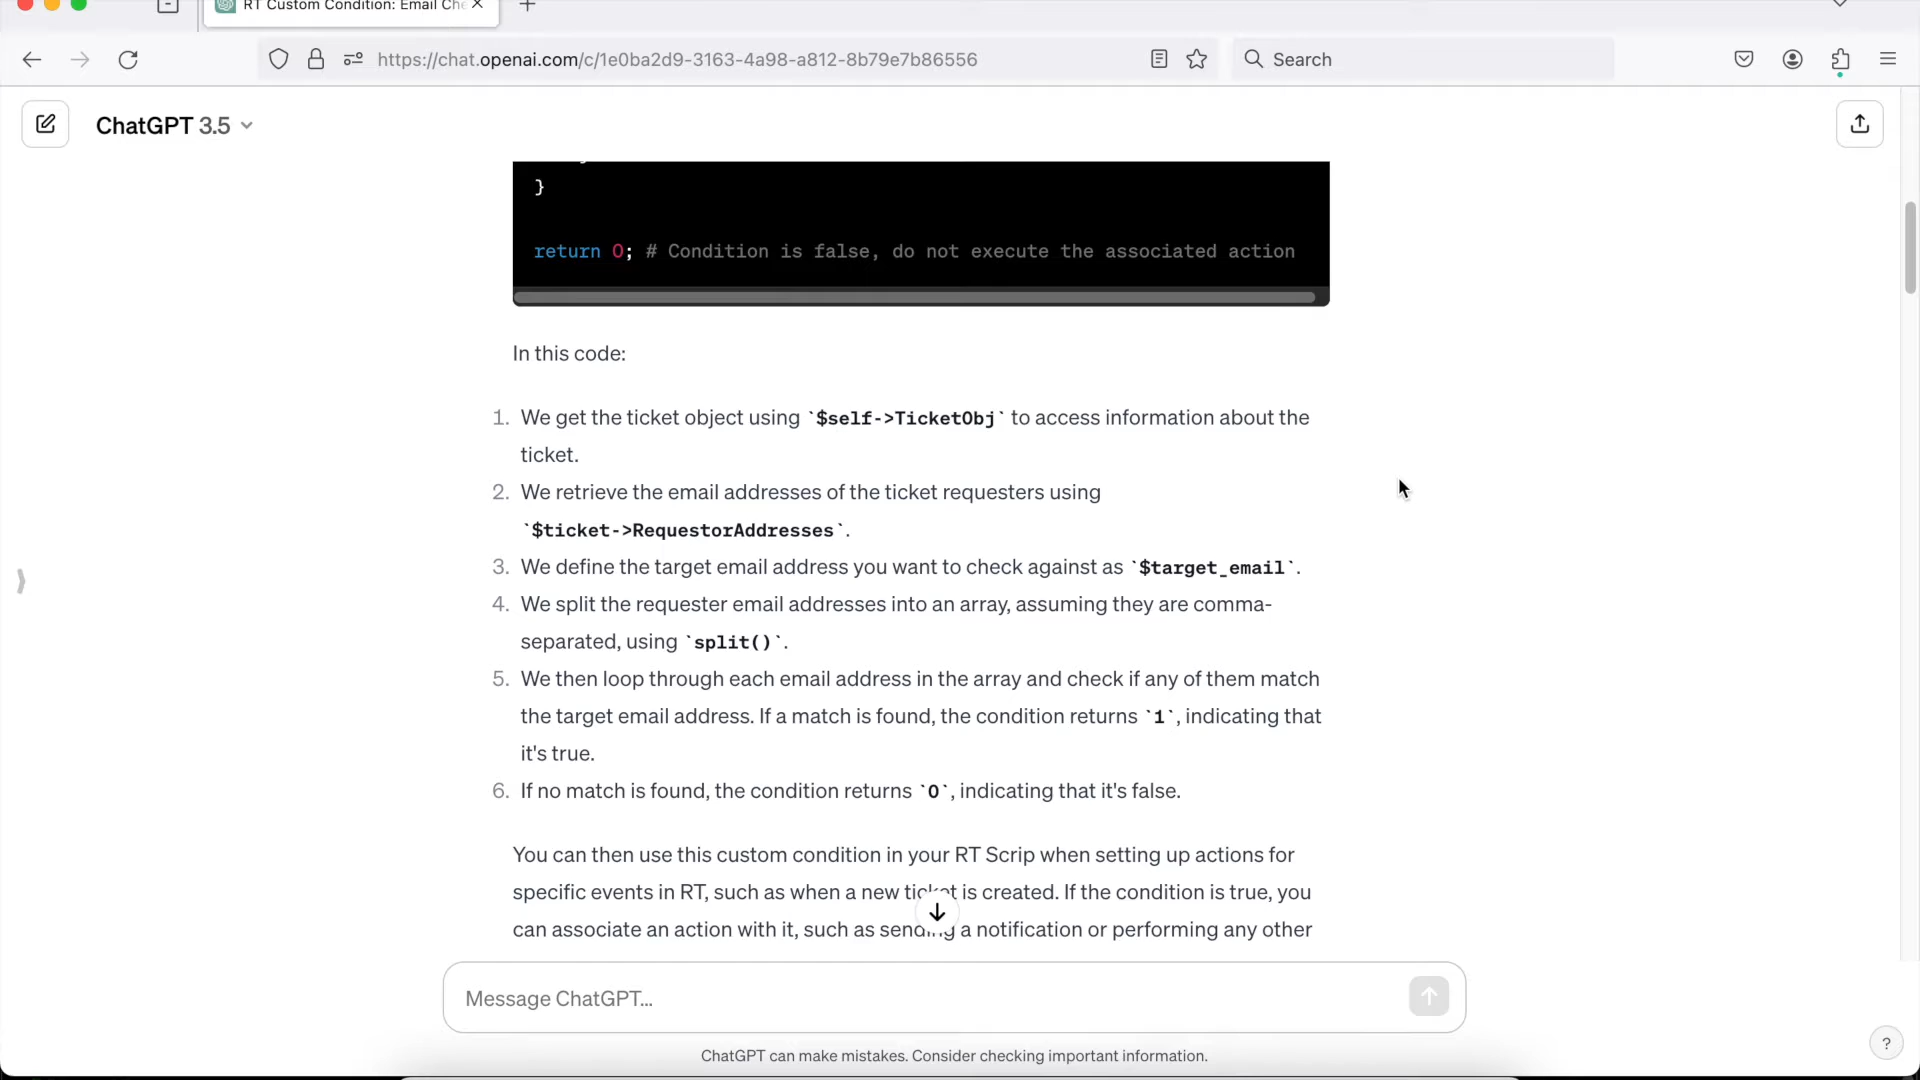 RT Custom Condition: Email Che
https://chat.openai.com/c/1e0ba2d9-3163-4a98-a812-8b79e7b86556
Search
ChatGPT 3.5
}
return 0; # Condition is false, do not execute the associated action
In this code:
1. We get the ticket object using `$self->TicketObj` to access information about the
ticket.
2. We retrieve the email addresses of the ticket requesters using
`$ticket->RequestorAddresses`.
3. We define the target email address you want to check against as `$target_email`.
4. We split the requester email addresses into an array, assuming they are comma-
separated, using `split()`.
5. We then loop through each email address in the array and check if any of them match
the target email address. If a match is found, the condition returns `1`, indicating that
it's true.
6. If no match is found, the condition returns `0`, indicating that it's false.
You can then use this custom condition in your RT Scrip when setting up actions for
specific events in RT, such as when a new ticket is created. If the condition is true, you
can associate an action with it, such as sending a notification or performing any other
Message ChatGPT...
ChatGPT can make mistakes. Consider checking important information.
?